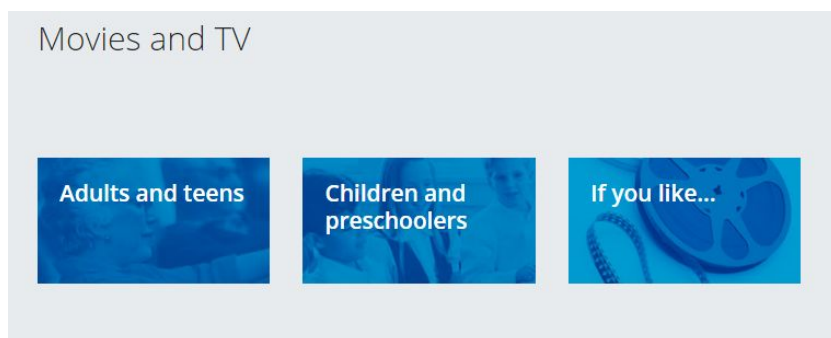 Movies and TV
Adults and teens
Children and
preschoolers
If you like...